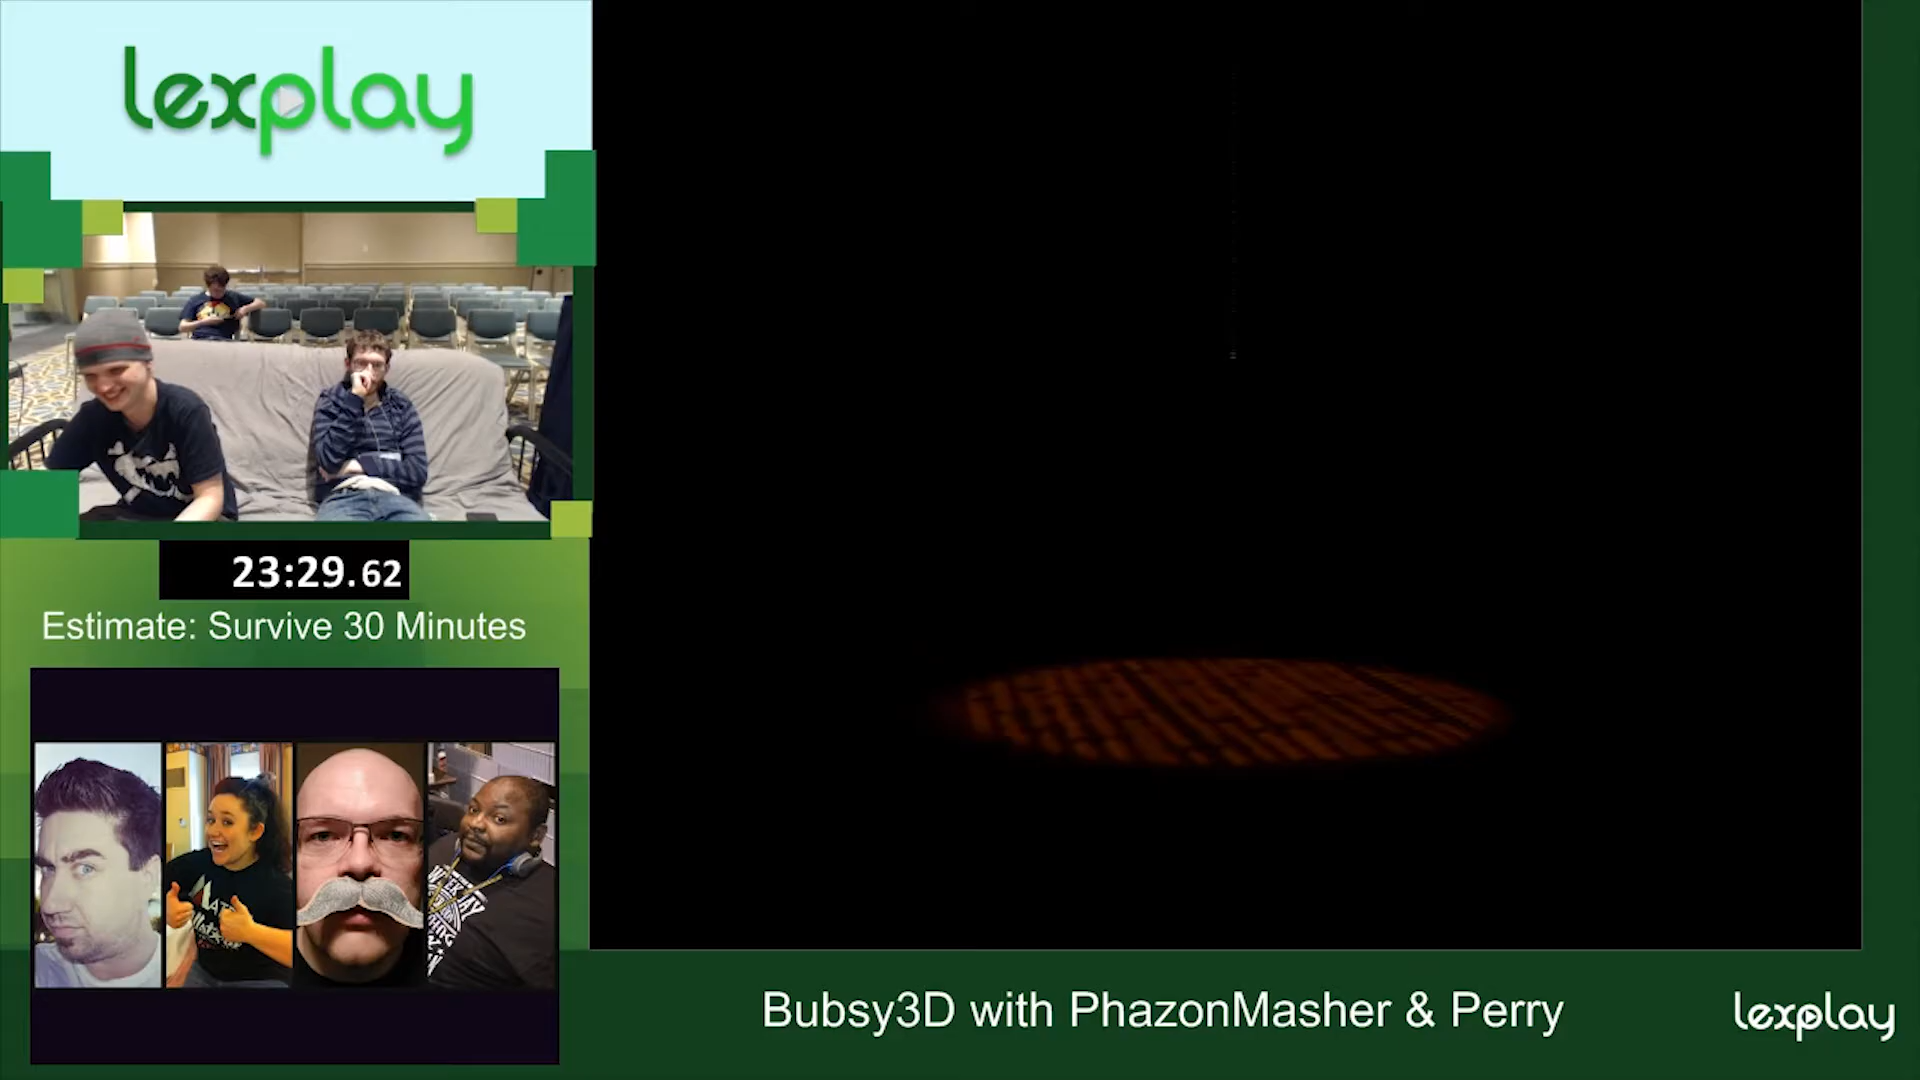 lexplay
23:29.62
Estimate: Survive 30 Minutes
Bubsy3D with PhazonMasher & Perry
lexplay